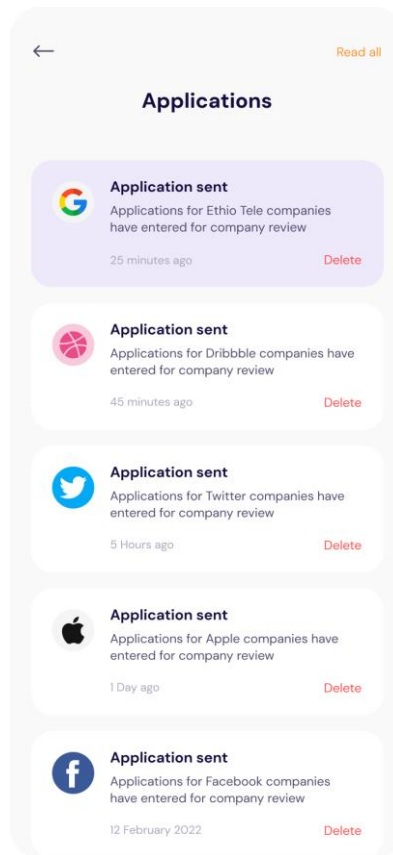 Read all
Applications
Application sent
Applications for Ethio Tele companies
have entered for company review
25 minutes ago Delete
Application sent
Applications for Dribbble companies have
entered for company review
45 minutes ago Delete
Application sent
Applications for Twitter companies have
entered for company review
5 Hours ago Delete
Application sent
Applications for Apple companies have
entered for company review
1 Day ago Delete
Application sent
Applications for Facebook companies
have entered for company review
12 February 2022 Delete